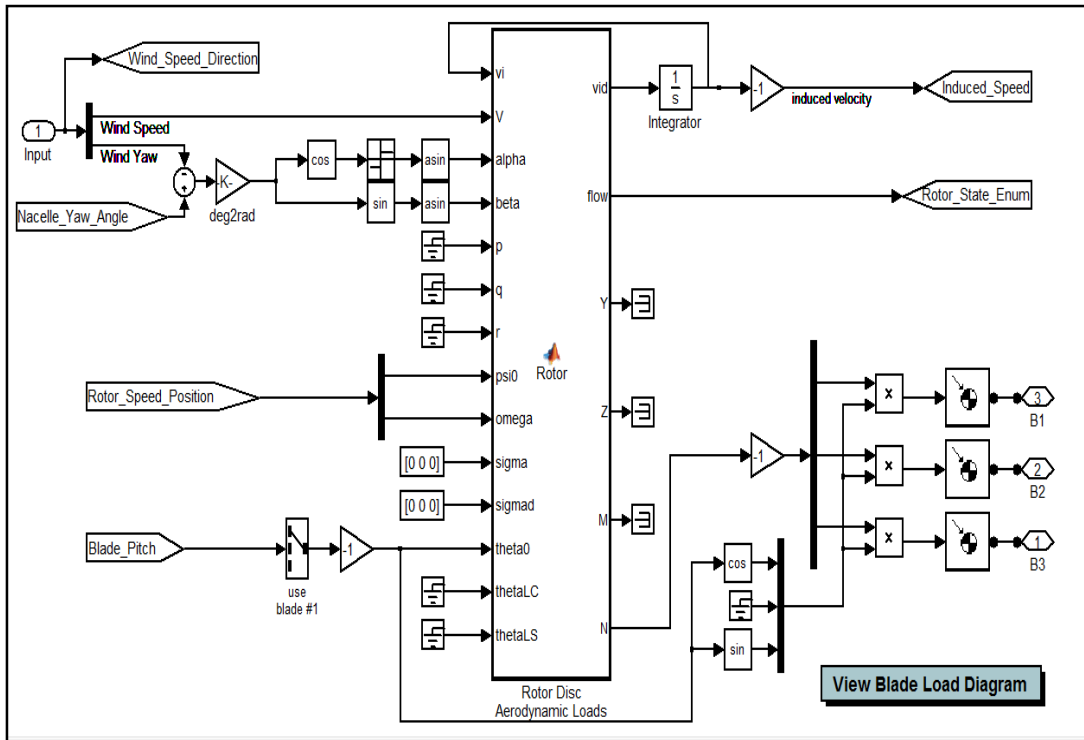 Wind_Speed_Direction
1
Input
Wind Speed
Wind Yaw
-
+
-K-
deg2rad
Nacelle_Yaw_Angle
cos
asin
sin
asin
Rotor_Speed_Position
[0 0 0]
[0 0 0]
Blade_Pitch
use
blade #1
-1
vi
V
alpha
beta
p
q
r
psi0
omega
sigma
sigmad
theta0
thetaLC
thetaLS
Rotor
vid
flow
Y
Z
M
N
Rotor Disc
Aerodynamic Loads
1
s
Integrator
-1
induced velocity
Induced_Speed
Rotor_State_Enum
-1
cos
sin
x
x
x
3
B1
2
B2
1
B3
View Blade Load Diagram